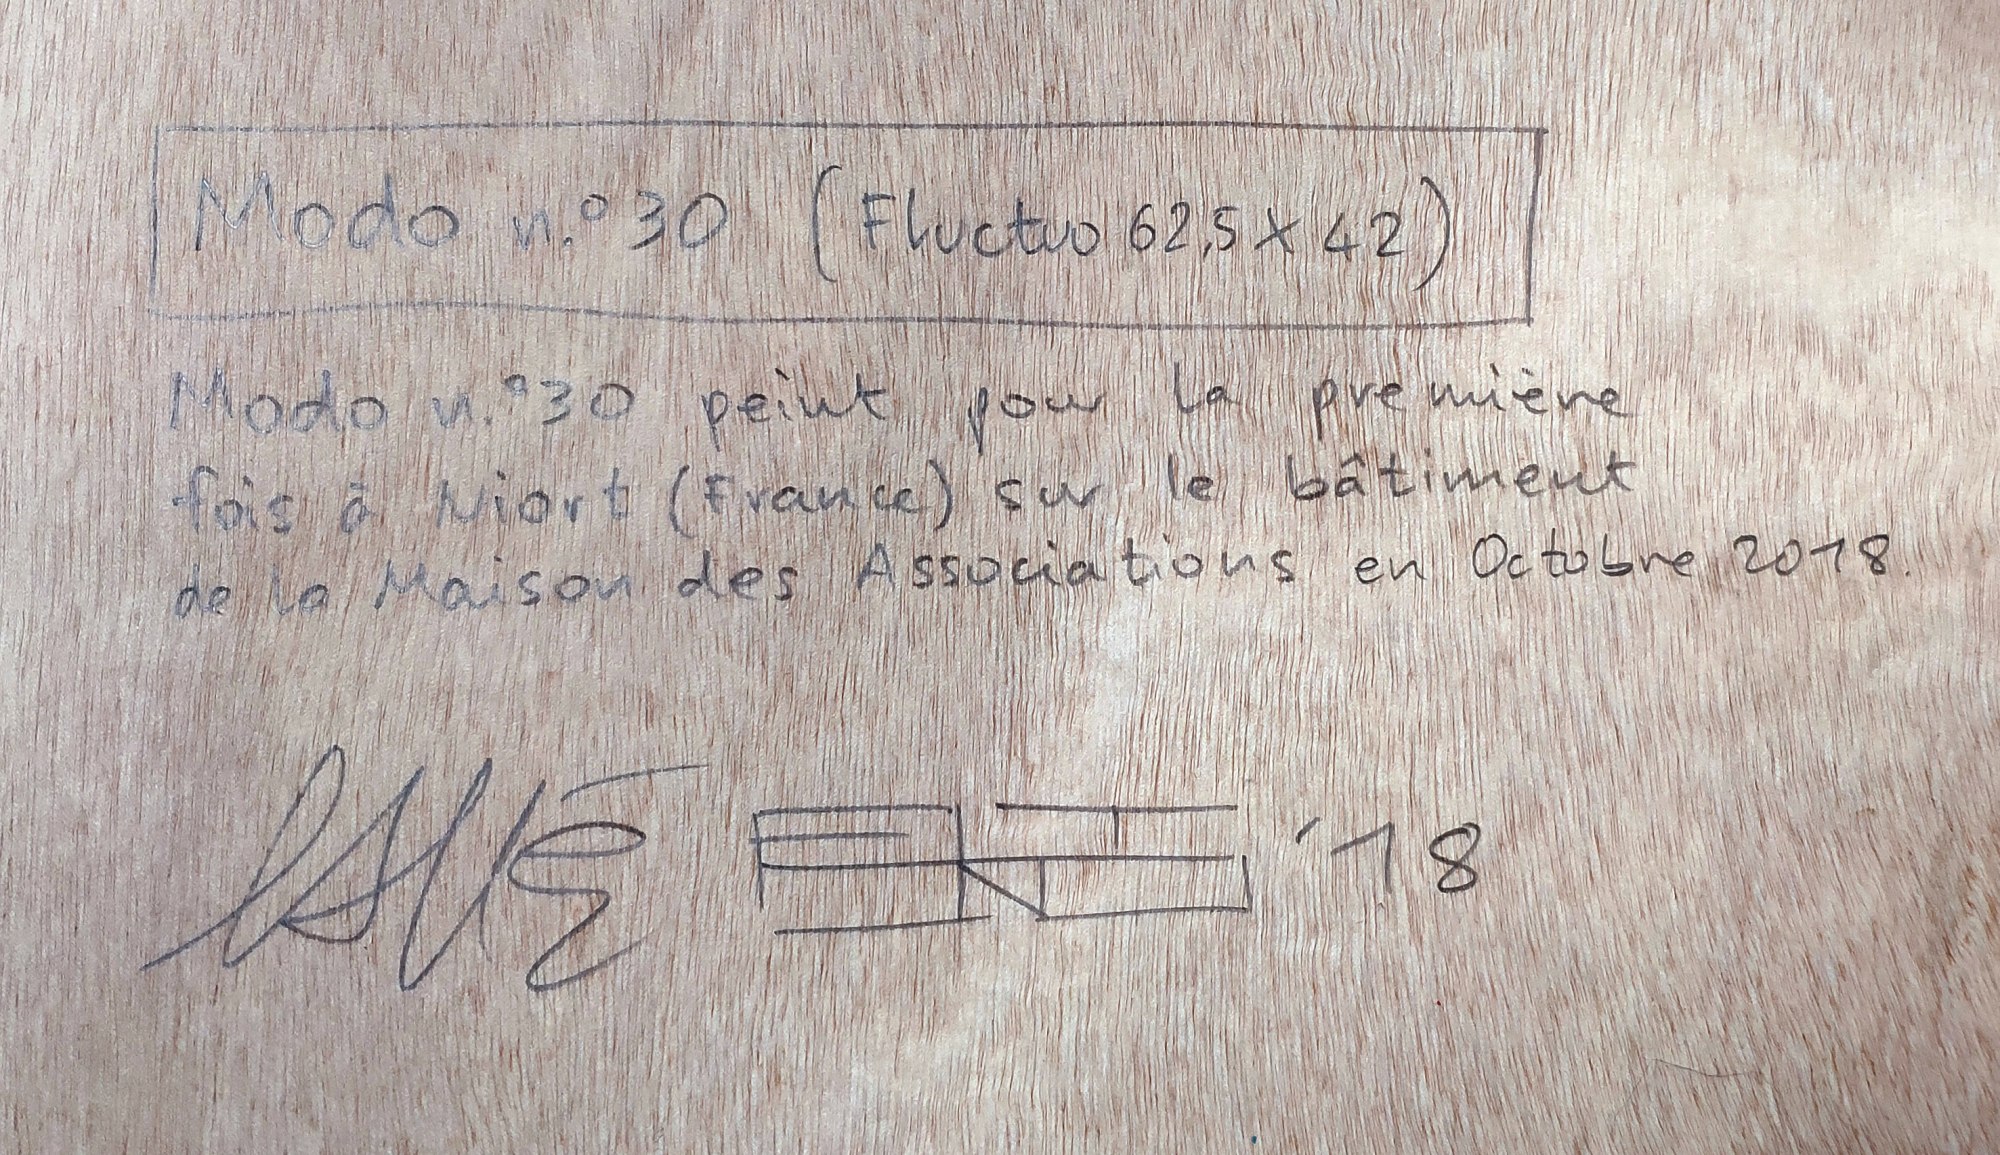 Modo n.º 30 (Fluctuo 62,5 x 42)
Modo n.º 30 peint pour la première
fois à Niort (France) sur le bâtiment
de la Maison des Associations en Octobre 2018.
'18